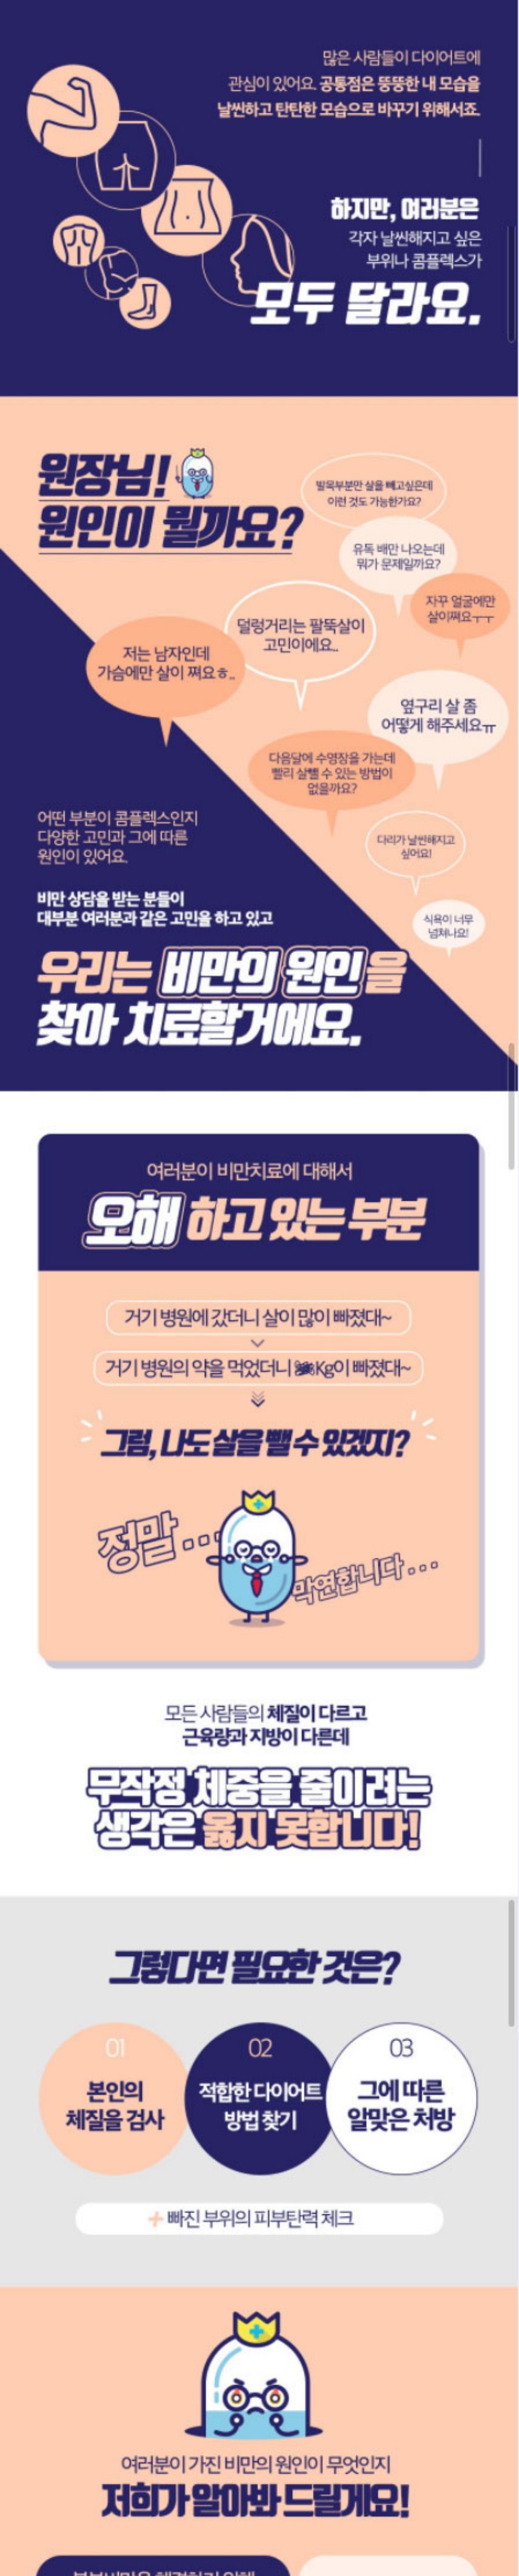 많은 사람들이 다이어트에
관심이 있어요. 공통점은 뚱뚱한 내 모습을
날씬하고 탄탄한 모습으로 바꾸기 위해서죠.
하지만, 여러분은
각자 날씬해지고 싶은
부위나 콤플렉스가
모두 달라요.
원장님!
원인이 뭘까요?
발목부분만 살을 빼고싶은데
이런 것도 가능한가요?
유독 배만 나오는데
뭐가 문제일까요?
자꾸 얼굴에만
살이쪄요ㅜㅜ
덜렁거리는 팔뚝살이
고민이에요..
저는 남자인데
가슴에만 살이 쪄요ㅎ..
옆구리 살 좀
어떻게 해주세요ㅠ
다음달에 수영장을 가는데
빨리 살뺄 수 있는 방법이
없을까요?
어떤 부분이 콤플렉스인지
다양한 고민과 그에 따른
원인이 있어요.
다리가 날씬해지고
싶어요!
비만 상담을 받는 분들이
대부분 여러분과 같은 고민을 하고 있고
식욕이 너무
넘쳐나요!
우리는 비만의 원인을
찾아 치료할거에요.
여러분이 비만치료에 대해서
오해 하고 있는 부분
거기 병원에 갔더니 살이 많이 빠졌대~
거기 병원의 약을 먹었더니 Kg이 빠졌대~
그럼, 나도 살을 뺄 수 있겠지?
정말...
막연합니다...
모든 사람들의 체질이 다르고
근육량과 지방이 다른데
무작정 체중을 줄이려는
생각은 옳지 못합니다!
그렇다면 필요한 것은?
01
본인의
체질을 검사
02
적합한 다이어트
방법 찾기
03
그에 따른
알맞은 처방
+ 빠진 부위의 피부탄력 체크
여러분이 가진 비만의 원인이 무엇인지
저희가 알아봐 드릴게요!